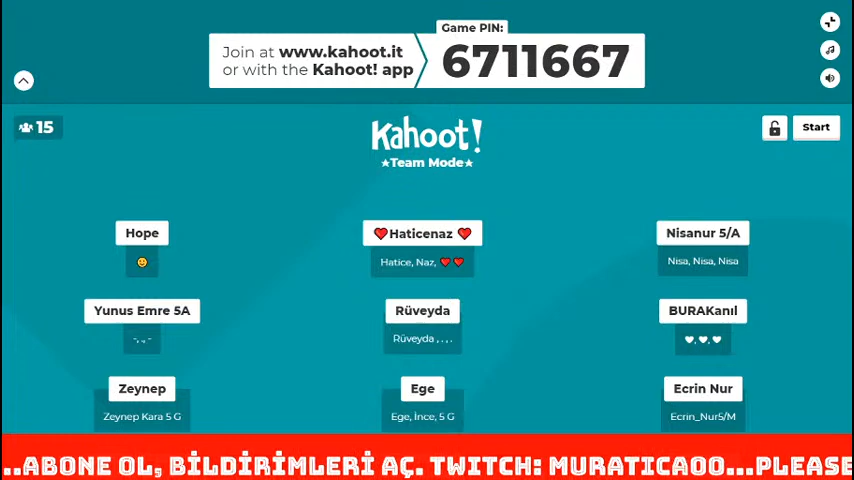 Game PIN:
Join at www.kahoot.it
or with the Kahoot! app
6711667
15
Kahoot!
Team Mode
Start
Hope
Haticenaz
Nisanur 5/A
Hatice, Naz,
Nisa, Nisa, Nisa
Yunus Emre 5A
Rüveyda
BURAKanıl
-, ., -
Rüveyda , . , .
Zeynep
Ege
Ecrin Nur
Zeynep Kara 5 G
Ege, İnce, 5 G
Ecrin_Nur5/M
..ABONE OL, BİLDİRİMLERİ AÇ. TWITCH: MURATICA00...PLEASE